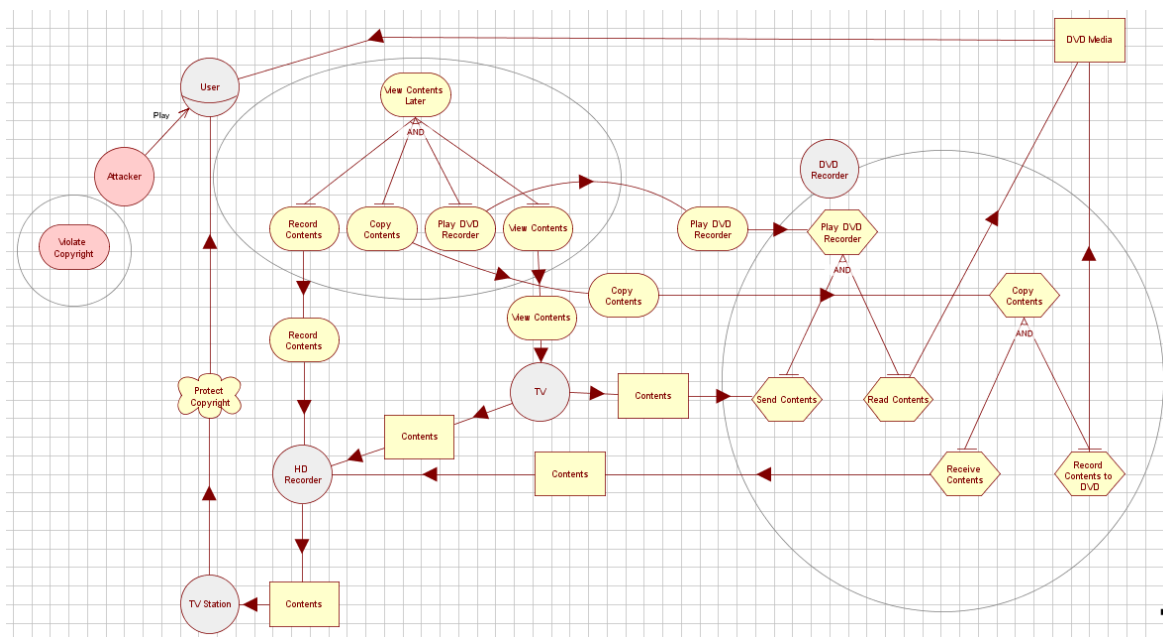 DVD Media
User
View Contents
Later
AND
Play
Attacker
DVD
Recorder
Record
Contents
Copy
Contents
Play DVD
Recorder
View Contents
Play DVD
Recorder
Play DVD
Recorder
Violate
Copyright
AND
Copy
Contents
Copy
Contents
View Contents
Record
Contents
AND
Protect
Copyright
TV
Contents
Send Contents
Read Contents
Contents
HD
Recorder
Contents
Receive
Contents
Record
Contents to
DVD
TV Station
Contents